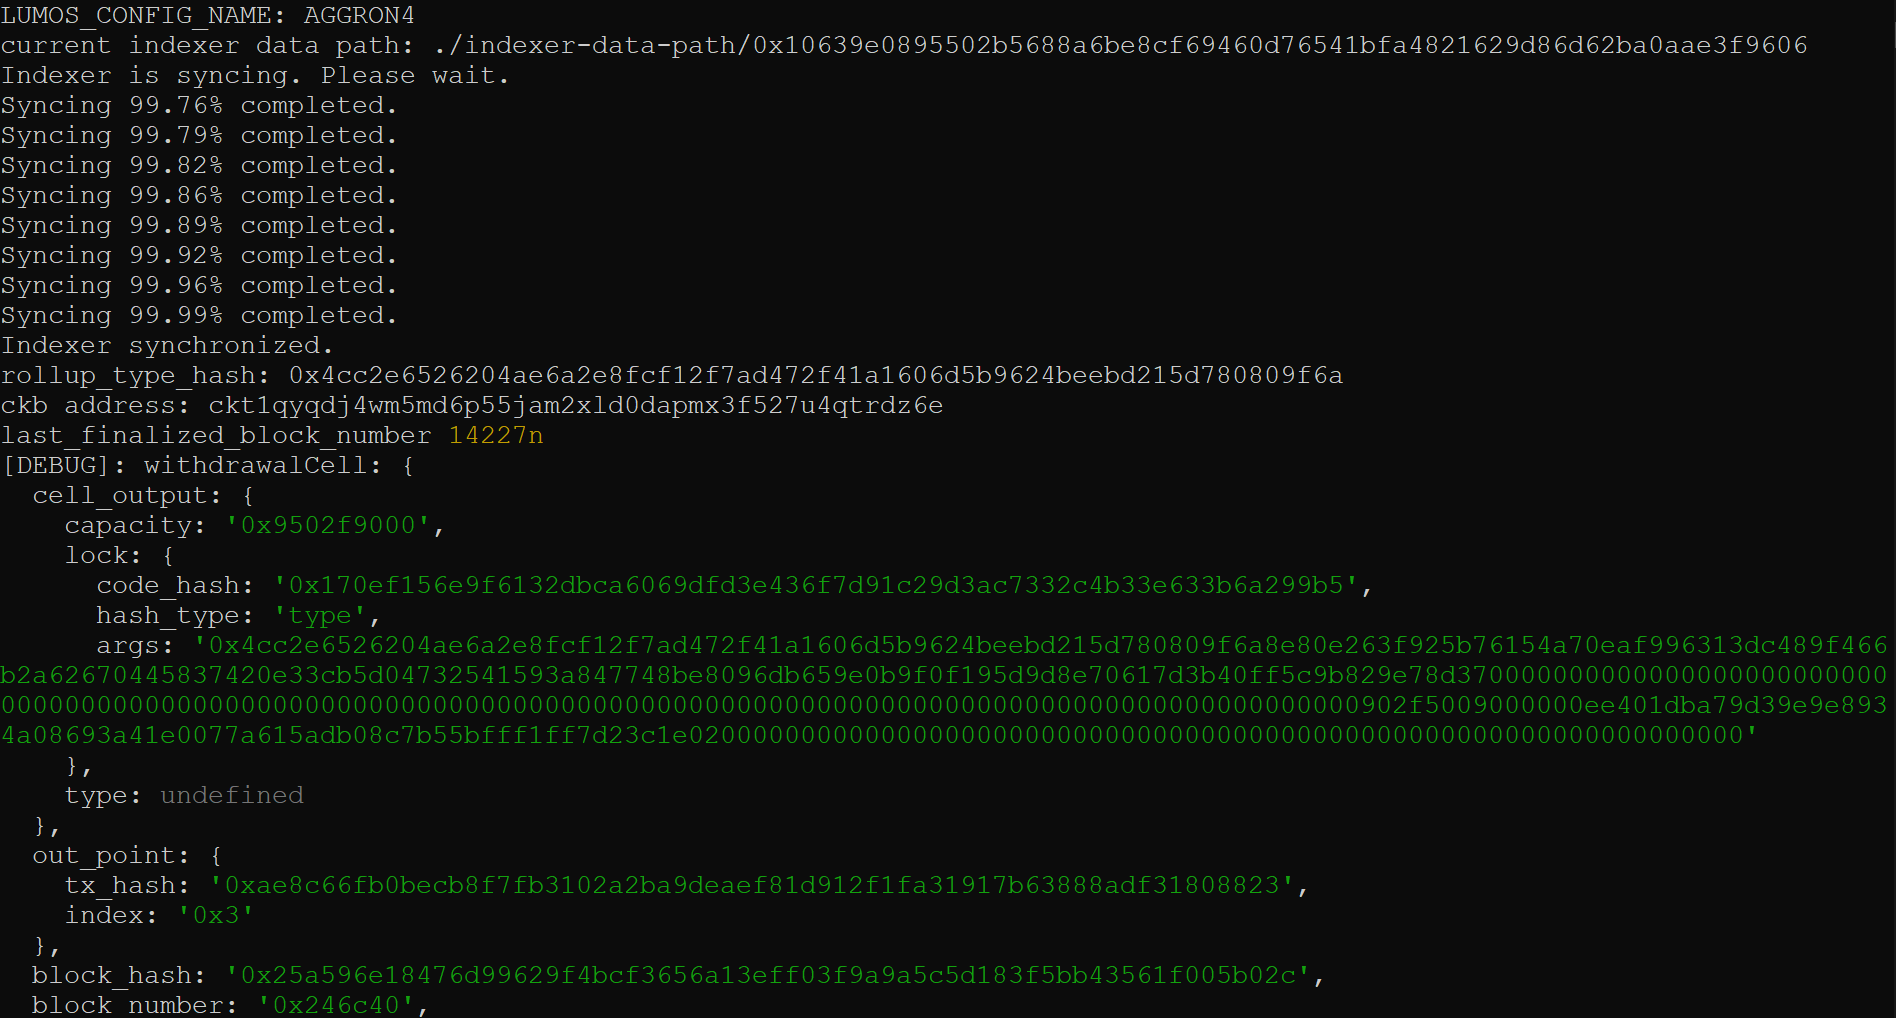 LUMOS_CONFIG_NAME: AGGRON4
current indexer data path: ./indexer-data-path/0x10639e0895502b5688a6be8cf69460d76541bfa4821629d86d62ba0aae3f9606
Indexer is syncing. Please wait.
Syncing 99.76% completed.
Syncing 99.79% completed.
Syncing 99.82% completed.
Syncing 99.86% completed.
Syncing 99.89% completed.
Syncing 99.92% completed.
Syncing 99.96% completed.
Syncing 99.99% completed.
Indexer synchronized.
rollup_type_hash: 0x4cc2e6526204ae6a2e8fcf12f7ad472f41a1606d5b9624beebd215d780809f6a
ckb address: ckt1qyqdj4wm5md6p55jam2xld0dapmx3f527u4qtrdz6e
last_finalized_block_number 14227n
[DEBUG]: withdrawalCell: {
  cell_output: {
    capacity: '0x9502f9000',
    lock: {
      code_hash: '0x170ef156e9f6132dbca6069dfd3e436f7d91c29d3ac7332c4b33e633b6a299b5',
      hash_type: 'type',
      args: '0x4cc2e6526204ae6a2e8fcf12f7ad472f41a1606d5b9624beebd215d780809f6a8e80e263f925b76154a70eaf996313dc489f466
b2a62670445837420e33cb5d04732541593a847748be8096db659e0b9f0f195d9d8e70617d3b40ff5c9b829e78d3700000000000000000000000000
0000000000000000000000000000000000000000000000000000000000000000000000000000000000000902f5009000000ee401dba79d39e9e893
4a08693a41e0077a615adb08c7b55bfff1ff7d23c1e0200000000000000000000000000000000000000000000000000000000000000000'
    },
    type: undefined
  },
  out_point: {
    tx_hash: '0xae8c66fb0becb8f7fb3102a2ba9deaef81d912f1fa31917b63888adf31808823',
    index: '0x3'
  },
  block_hash: '0x25a596e18476d99629f4bcf3656a13eff03f9a9a5c5d183f5bb43561f005b02c',
  block_number: '0x246c40',